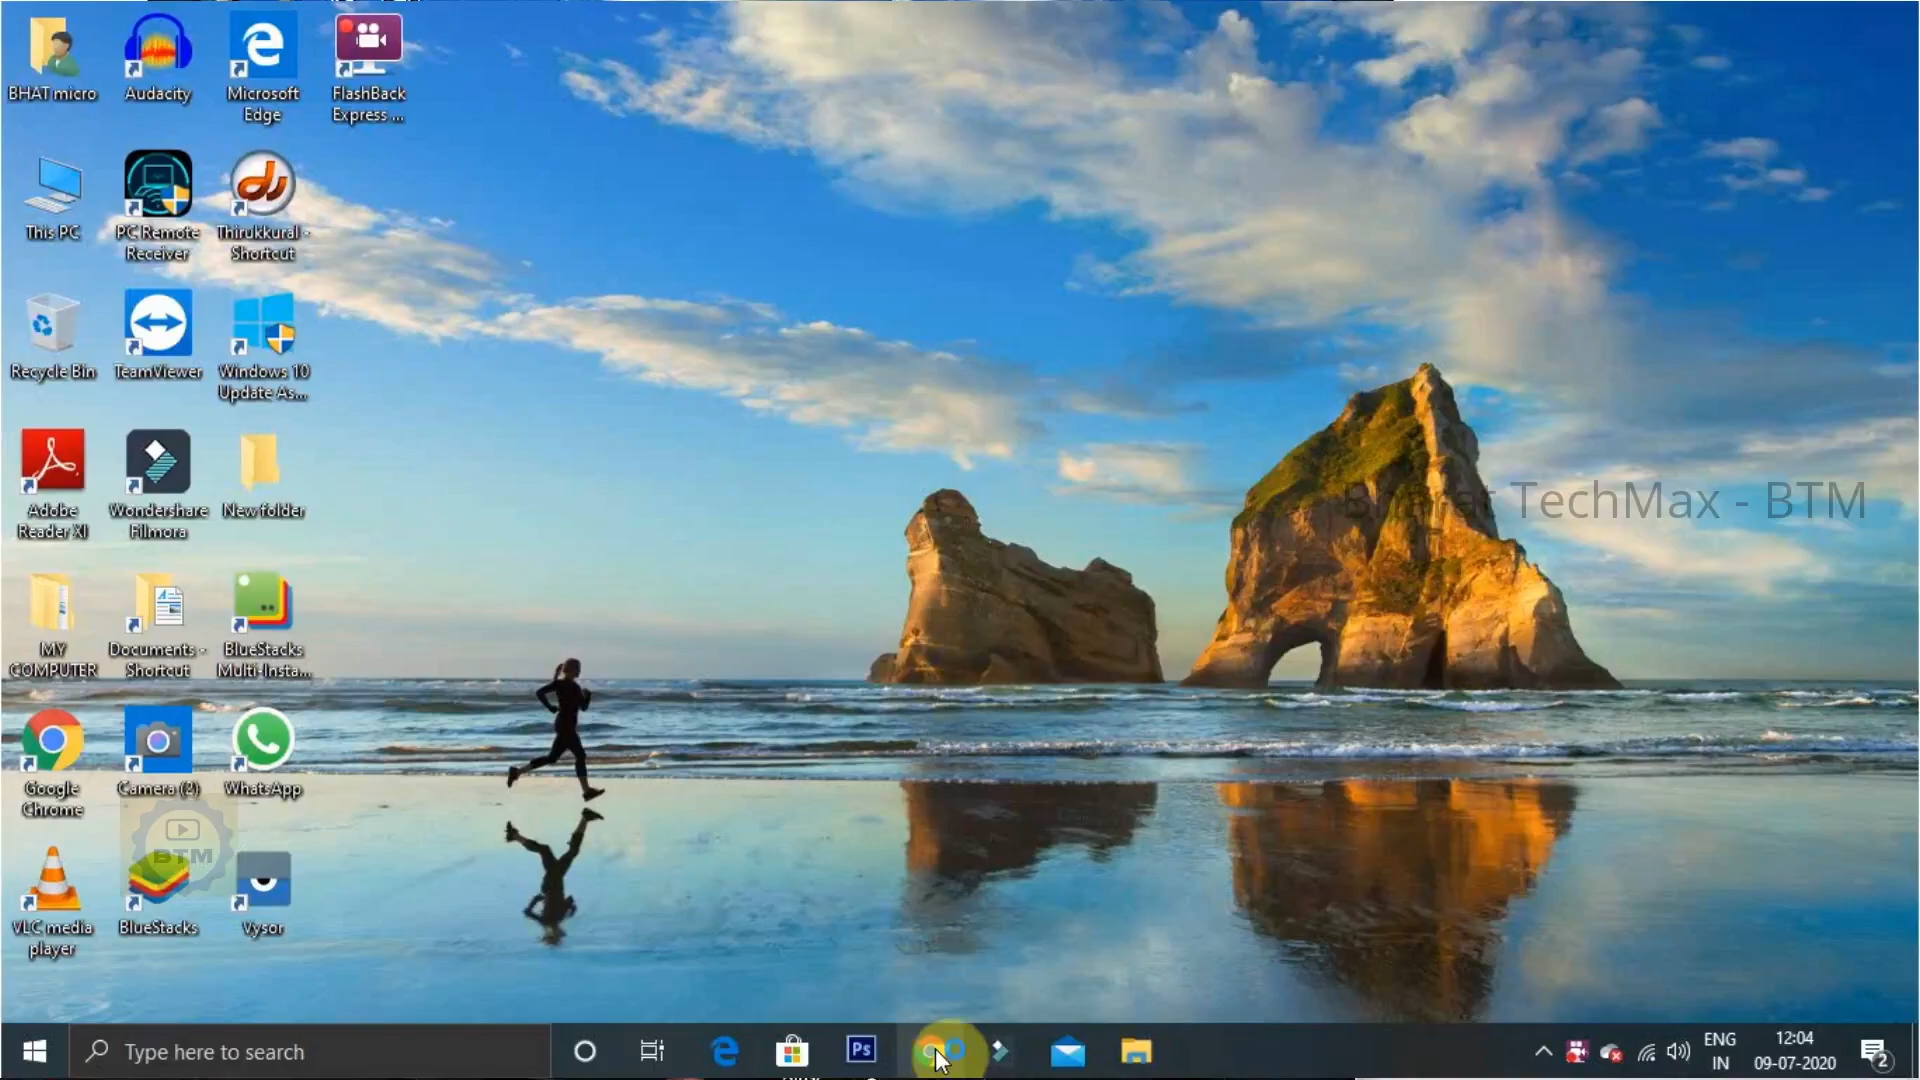 BHAT micro
Audacity
Microsoft
Edge
FlashBack
Express ...
This PC
PC Remote
Receiver
Thirukkural -
Shortcut
Recycle Bin
TeamViewer
Windows 10
Update As...
Adobe
Reader XI
Wondershare
Filmora
New folder
Bharat TechMax - BTM
MY
COMPUTER
Documents -
Shortcut
BlueStacks
Multi-Insta...
Google
Chrome
Camera (2)
WhatsApp
BTM
VLC media
player
BlueStacks
Vysor
Type here to search
Ps
ENG
IN
12:04
09-07-2020
2